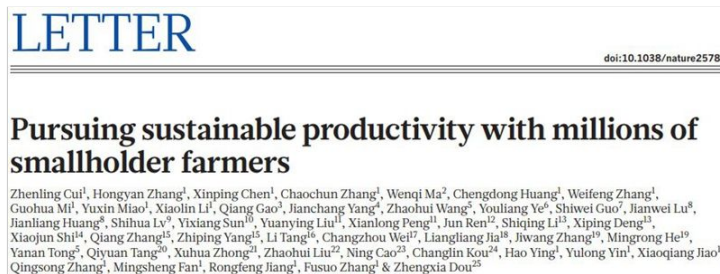 LETTER
doi:10.1038/nature2578
Pursuing sustainable productivity with millions of
smallholder farmers
Zhenling Cui¹, Hongyan Zhang¹, Xinping Chen¹, Chaochun Zhang¹, Wenqi Ma², Chengdong Huang¹, Weifeng Zhang¹,
Guohua Mi¹, Yuxin Miao¹, Xiaolin Li¹, Qiang Gao³, Jianchang Yang⁴, Zhaohui Wang⁵, Youliang Ye⁶, Shiwei Guo⁷, Jianwei Lu⁸,
Jianliang Huang⁸, Shihua Lv⁹, Yixiang Sun¹⁰, Yuanying Liu¹¹, Xianlong Peng¹¹, Jun Ren¹², Shiqing Li¹³, Xiping Deng¹³,
Xiaojun Shi¹⁴, Qiang Zhang¹⁵, Zhiping Yang¹⁵, Li Tang¹⁶, Changzhou Wei¹⁷, Liangliang Jia¹⁸, Jiwang Zhang¹⁹, Mingrong He¹⁹,
Yanan Tong⁵, Qiyuan Tang²⁰, Xuhua Zhong²¹, Zhaohui Liu²², Ning Cao²³, Changlin Kou²⁴, Hao Ying¹, Yulong Yin¹, Xiaoqiang Jiao¹
Qingsong Zhang¹, Mingsheng Fan¹, Rongfeng Jiang¹, Fusuo Zhang¹ & Zhengxia Dou²⁵